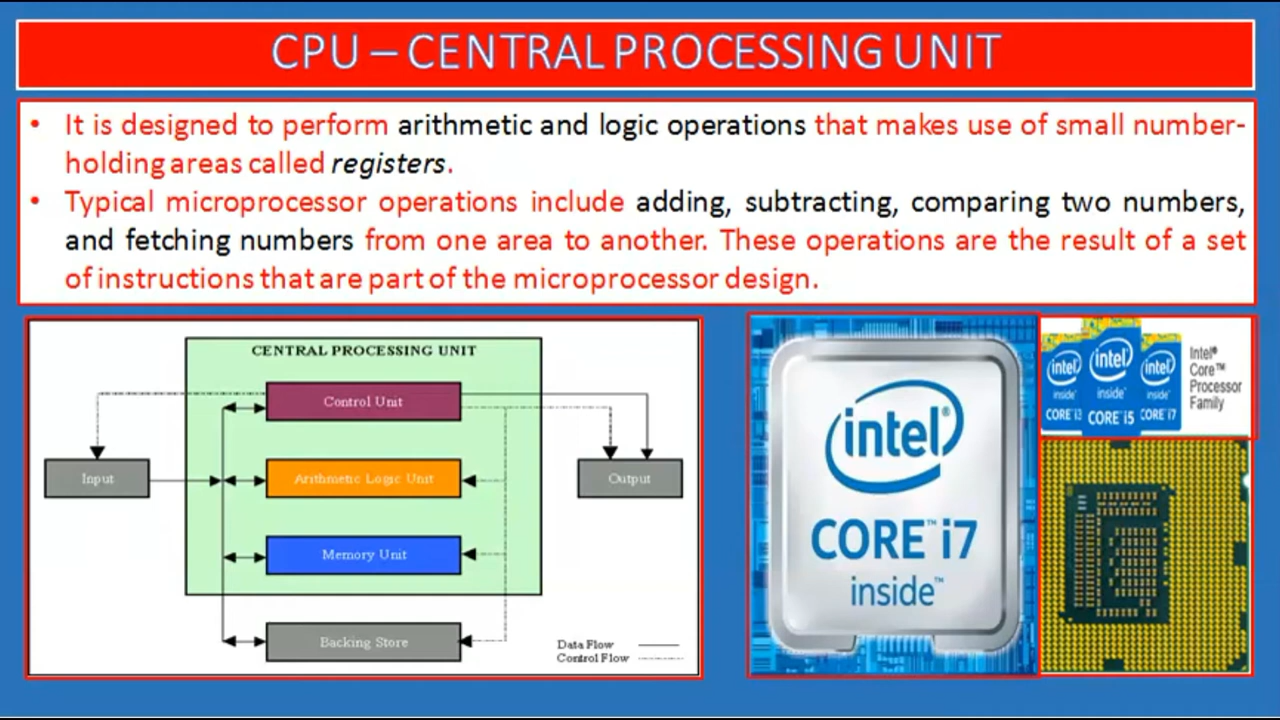 CPU – CENTRAL PROCESSING UNIT
• It is designed to perform arithmetic and logic operations that makes use of small number-
holding areas called registers.
• Typical microprocessor operations include adding, subtracting, comparing two numbers,
and fetching numbers from one area to another. These operations are the result of a set
of instructions that are part of the microprocessor design.
CENTRAL PROCESSING UNIT
Control Unit
Input
Arithmetic Logic Unit
Output
Memory Unit
Backing Store
Data Flow
Control Flow
intel®
CORE™ i7
inside™
intel
inside™
CORE i3
intel
inside™
CORE i5
intel
inside™
CORE i7
Intel®
Core™
Processor
Family